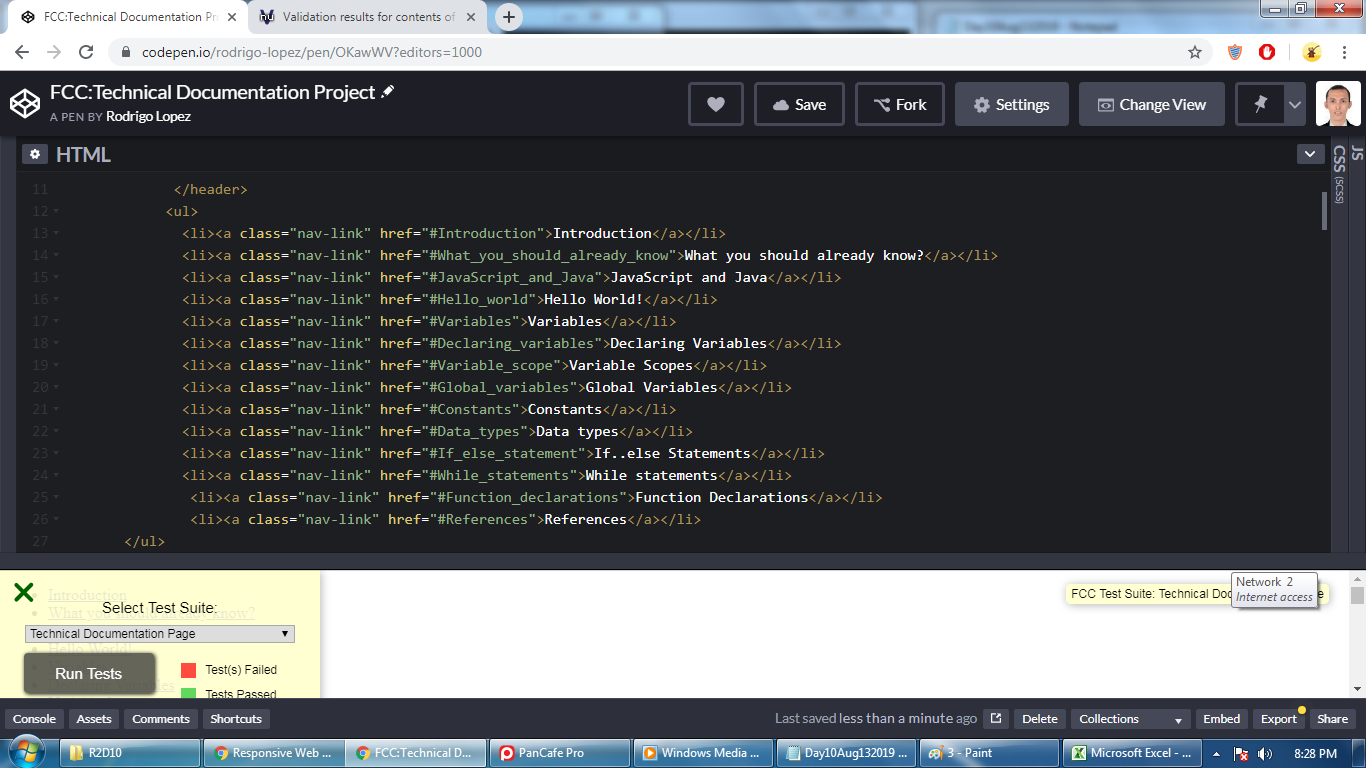 FCC:Technical Documentation Pr
Validation results for contents of
Day10Aug132019 - Notepad
codepen.io/rodrigo-lopez/pen/OKawWV?editors=1000
FCC:Technical Documentation Project
A PEN BY Rodrigo Lopez
Save
Fork
Settings
Change View
HTML
CSS (SCSS)
JS
11 </header>
12 <ul>
13 <li><a class="nav-link" href="#Introduction">Introduction</a></li>
14 <li><a class="nav-link" href="#What_you_should_already_know">What you should already know?</a></li>
15 <li><a class="nav-link" href="#JavaScript_and_Java">JavaScript and Java</a></li>
16 <li><a class="nav-link" href="#Hello_world">Hello World!</a></li>
17 <li><a class="nav-link" href="#Variables">Variables</a></li>
18 <li><a class="nav-link" href="#Declaring_variables">Declaring Variables</a></li>
19 <li><a class="nav-link" href="#Variable_scope">Variable Scopes</a></li>
20 <li><a class="nav-link" href="#Global_variables">Global Variables</a></li>
21 <li><a class="nav-link" href="#Constants">Constants</a></li>
22 <li><a class="nav-link" href="#Data_types">Data types</a></li>
23 <li><a class="nav-link" href="#If_else_statement">If..else Statements</a></li>
24 <li><a class="nav-link" href="#While_statements">While statements</a></li>
25 <li><a class="nav-link" href="#Function_declarations">Function Declarations</a></li>
26 <li><a class="nav-link" href="#References">References</a></li>
27 </ul>
Introduction
Select Test Suite:
What you should already know?
Technical Documentation Page
Hello World!
Run Tests
Test(s) Failed
Tests Passed
FCC Test Suite: Technical Doc
Network 2
Internet access
Console
Assets
Comments
Shortcuts
Last saved less than a minute ago
Delete
Collections
Embed
Export
Share
R2D10
Responsive Web ...
FCC:Technical D...
PanCafe Pro
Windows Media ...
Day10Aug132019 ...
3 - Paint
Microsoft Excel - ...
8:28 PM